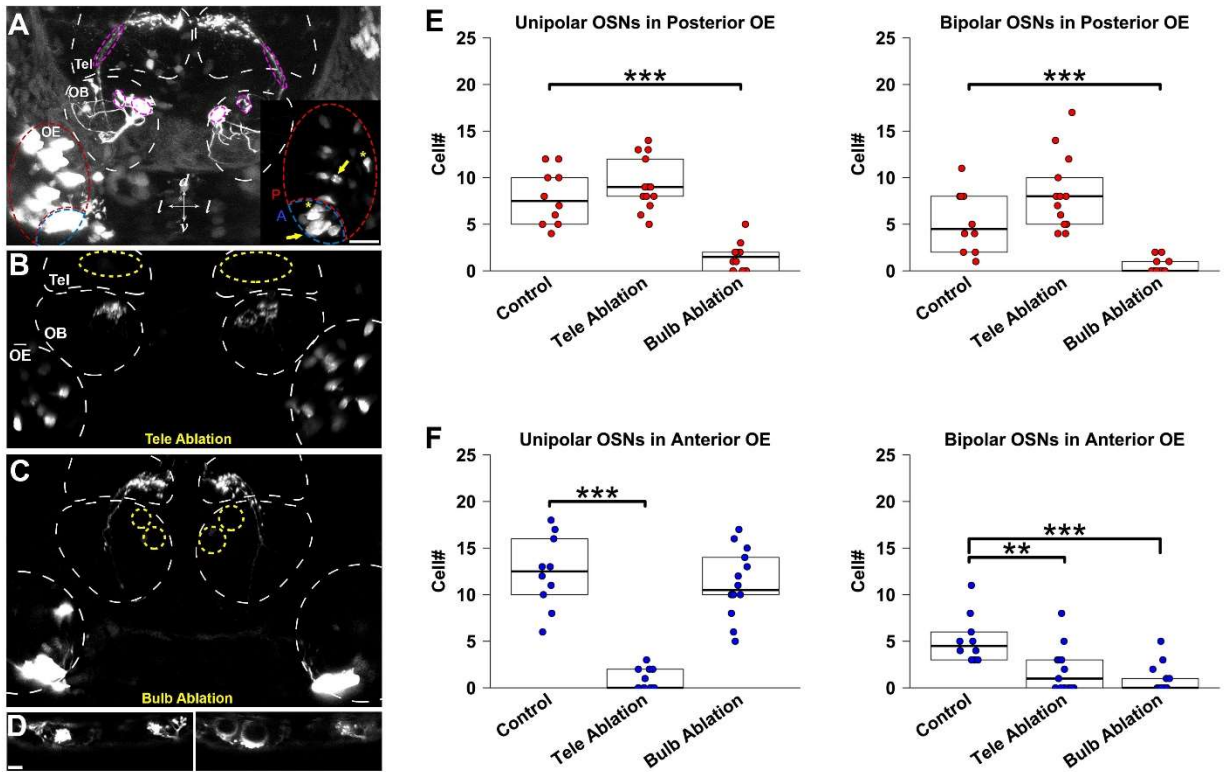 A
Tel
OB
OE
d
l l
v
P
A
*
*
B
Tel
OB
OE
Tele Ablation
C
Bulb Ablation
D
E
Unipolar OSNs in Posterior OE
25
20
15
10
5
0
Cell#
***
Control
Tele Ablation
Bulb Ablation
Bipolar OSNs in Posterior OE
25
20
15
10
5
0
Cell#
***
Control
Tele Ablation
Bulb Ablation
F
Unipolar OSNs in Anterior OE
25
20
15
10
5
0
Cell#
***
Control
Tele Ablation
Bulb Ablation
Bipolar OSNs in Anterior OE
25
20
15
10
5
0
Cell#
***
**
Control
Tele Ablation
Bulb Ablation